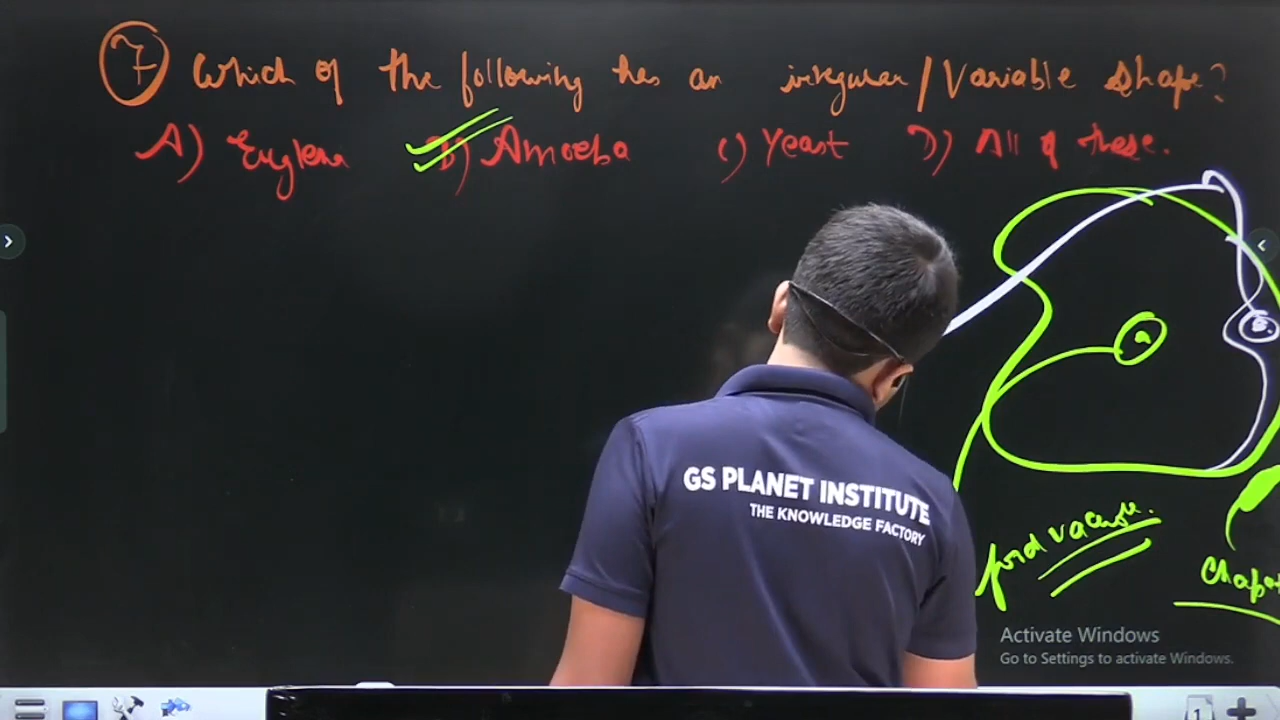 7 Which of the following has an irregular/Variable shape?
A) Euglena B) Amoeba C) Yeast D) All of these.
a
GS PLANET INSTITUTE
THE KNOWLEDGE FACTORY
food vacuole.
Activate Windows
Go to Settings to activate Windows.
1